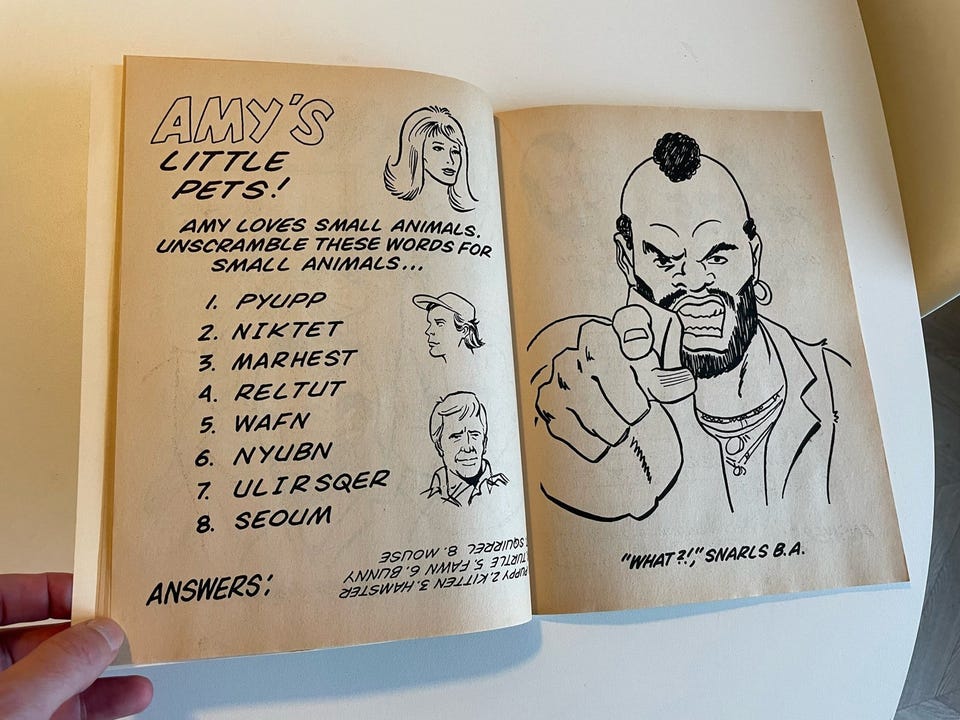 AMY'S
LITTLE
PETS!
AMY LOVES SMALL ANIMALS.
UNSCRAMBLE THESE WORDS FOR
SMALL ANIMALS...
1. PYUPP
2. NIKTET
3. MARHEST
4. RELTUT
5. WAFN
6. NYUBN
7. ULIRSQER
8. SEOUM
ANSWERS:
PUPPY 2. KITTEN 3. HAMSTER
TURTLE 5. FAWN 6. BUNNY
SQUIRREL 8. MOUSE
"WHAT?!," SNARLS B.A.